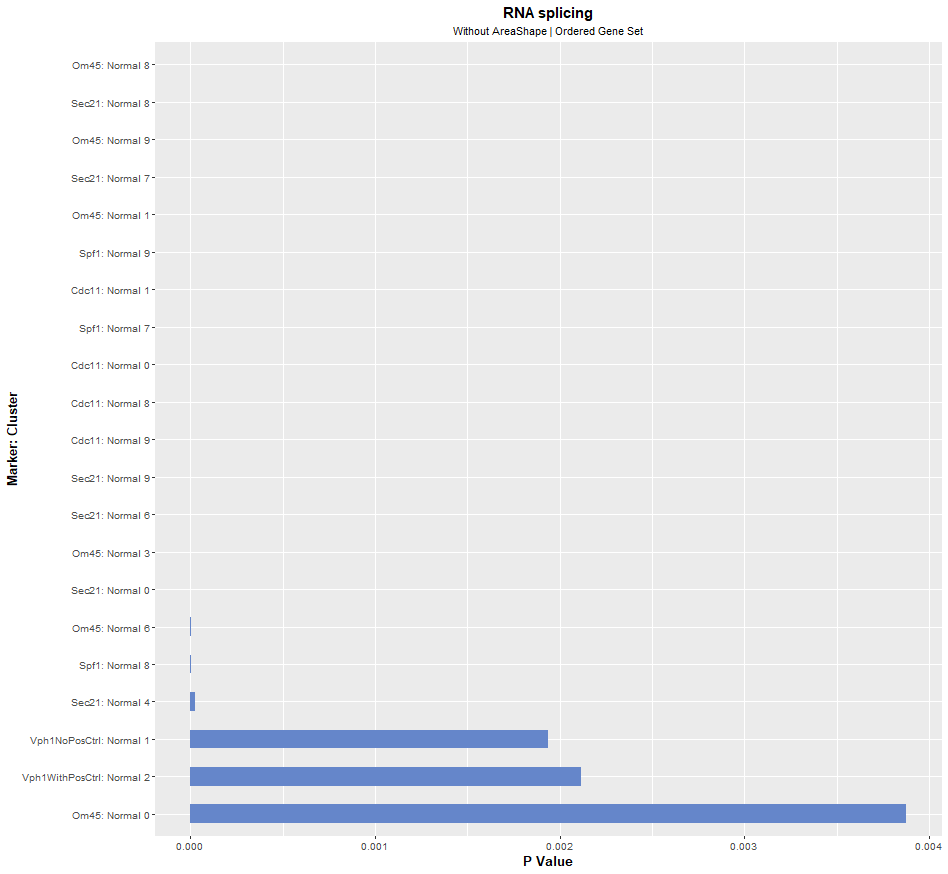 RNA splicing
Without AreaShape | Ordered Gene Set
Marker: Cluster
Om45: Normal 8
Sec21: Normal 8
Om45: Normal 9
Sec21: Normal 7
Om45: Normal 1
Spf1: Normal 9
Cdc11: Normal 1
Spf1: Normal 7
Cdc11: Normal 0
Cdc11: Normal 8
Cdc11: Normal 9
Sec21: Normal 9
Sec21: Normal 6
Om45: Normal 3
Sec21: Normal 0
Om45: Normal 6
Spf1: Normal 8
Sec21: Normal 4
Vph1NoPosCtrl: Normal 1
Vph1WithPosCtrl: Normal 2
Om45: Normal 0
0.000 0.001 0.002 0.003 0.004
P Value